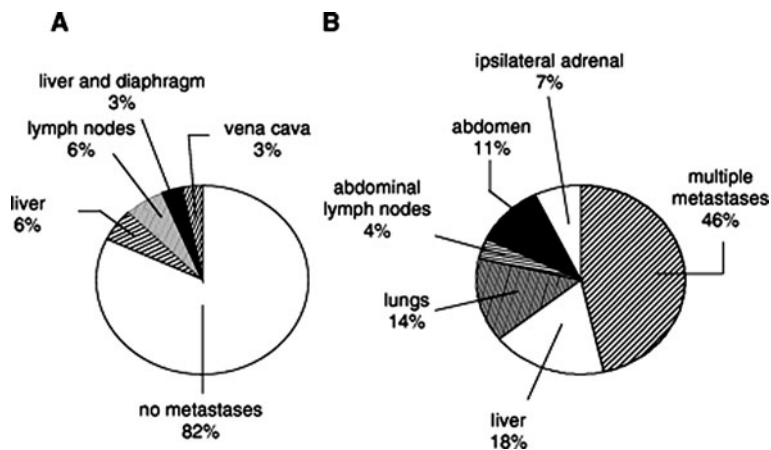 A
liver and diaphragm
3%
lymph nodes
6%
vena cava
3%
liver
6%
no metastases
82%
B
ipsilateral adrenal
7%
abdomen
11%
multiple
metastases
46%
abdominal
lymph nodes
4%
lungs
14%
liver
18%